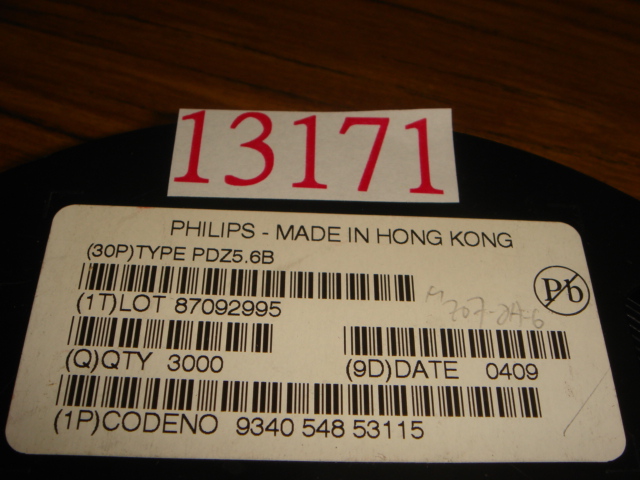 13171
PHILIPS - MADE IN HONG KONG
(30P)TYPE PDZ5.6B
(1T)LOT 87092995
Pb
(Q)QTY 3000
(9D)DATE 0409
(1P)CODENO 9340 548 53115